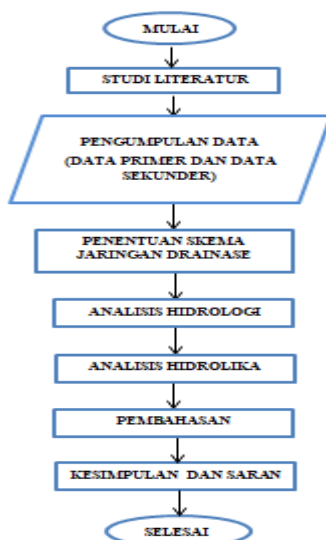 MULAI
STUDI LITERATUR
PENGUMPULAN DATA
(DATA PRIMER DAN DATA
SEKUNDER)
PENENTUAN SKEMA
JARINGAN DRAINASE
ANALISIS HIDROLOGI
ANALISIS HIDROLIKA
PEMBAHASAN
KESIMPULAN DAN SARAN
SELESAI